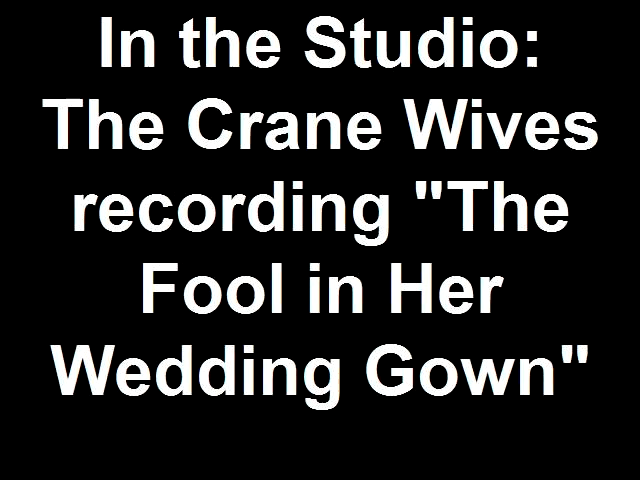 In the Studio:
The Crane Wives
recording "The
Fool in Her
Wedding Gown"